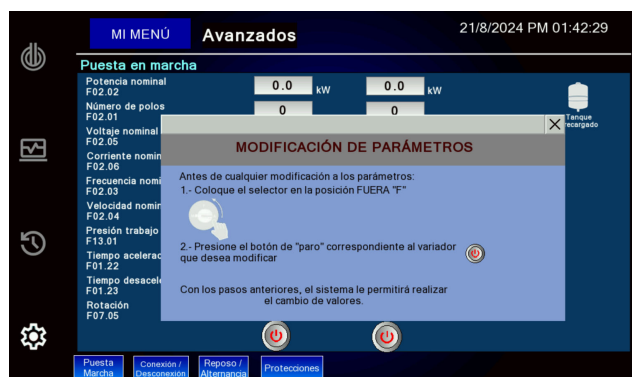 MI MENÚ
Avanzados
21/8/2024 PM 01:42:29
Puesta en marcha
Potencia nominal
F02.02
0.0 kW 0.0 kW
Número de polos
F02.01
0 0
Tanque
recargado
Voltaje nominal
F02.05
Corriente nomin
F02.06
Frecuencia nomi
F02.03
Velocidad nomin
F02.04
Presión trabajo
F13.01
Tiempo acelerac
F01.22
Tiempo desacele
F01.23
Rotación
F07.05
MODIFICACIÓN DE PARÁMETROS
Antes de cualquier modificación a los parámetros:
1.- Coloque el selector en la posición FUERA "F"
2.- Presione el botón de "paro" correspondiente al variador
que desea modificar
Con los pasos anteriores, el sistema le permitirá realizar
el cambio de valores.
Puesta
Marcha
Conexión /
Desconexión
Reposo /
Alternancia
Protecciones